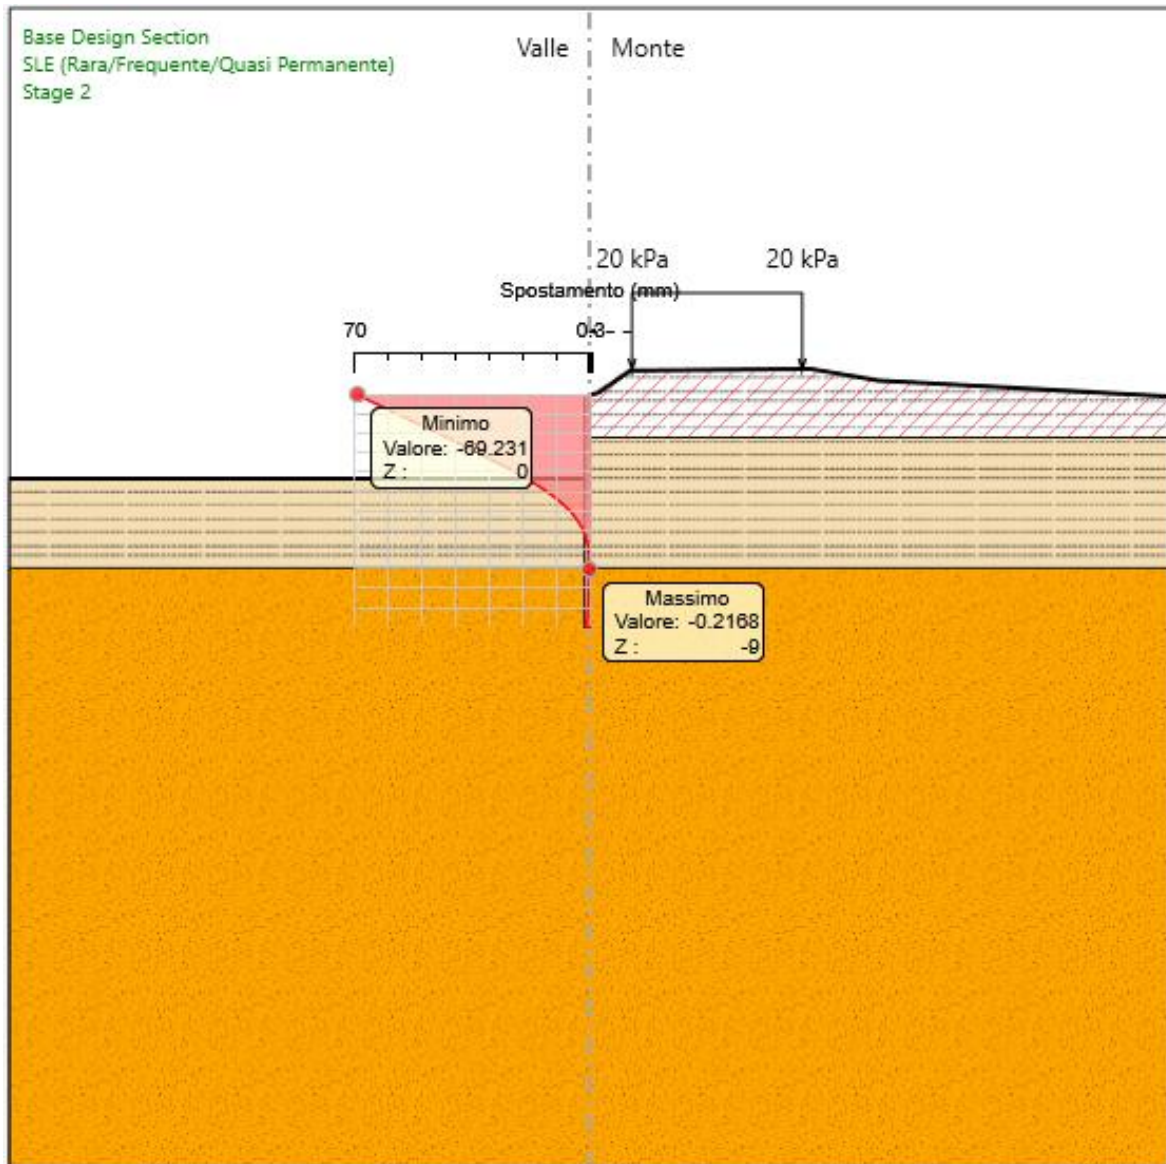 Base Design Section
SLE (Rara/Frequente/Quasi Permanente)
Stage 2
Valle
Monte
20 kPa
20 kPa
Spostamento (mm)
70
Minimo
Valore: -69.231
Z : 0
Massimo
Valore: -0.2168
Z : -9